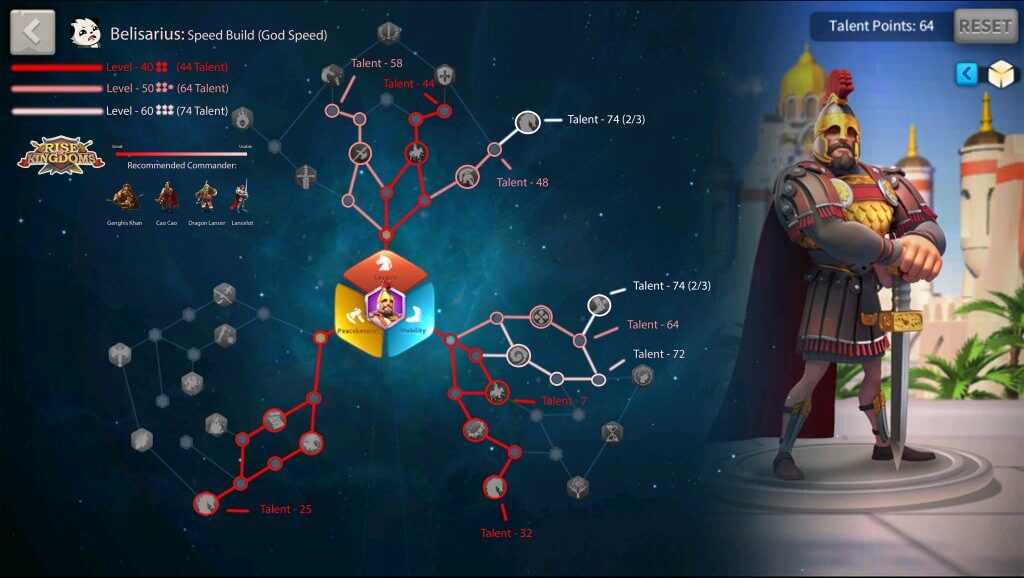 Belisarius: Speed Build (God Speed)
Talent Points: 64
RESET
Level - 40 (44 Talent)
Level - 50 (64 Talent)
Level - 60 (74 Talent)
RISE OF KINGDOMS
Great
Usable
Recommended Commander:
Genghis Khan
Cao Cao
Dragon Lancer
Lancelot
Talent - 58
Talent - 44
Talent - 74 (2/3)
Talent - 48
Cavalry
Peacekeeping
Mobility
Talent - 74 (2/3)
Talent - 64
Talent - 72
Talent - 7
Talent - 25
Talent - 32